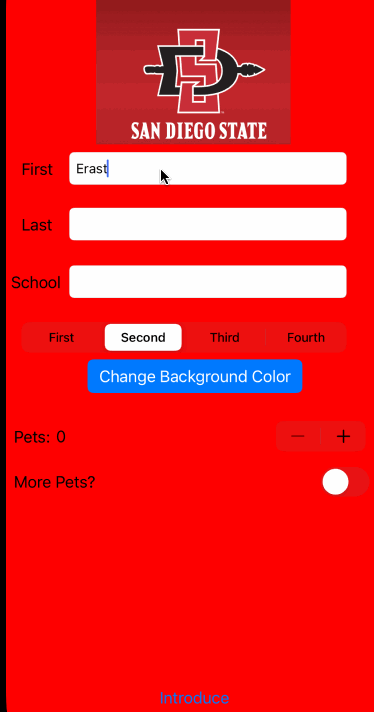 SAN DIEGO STATE
First Erast
Last
School
First Second Third Fourth
Change Background Color
Pets: 0 − +
More Pets?
Introduce